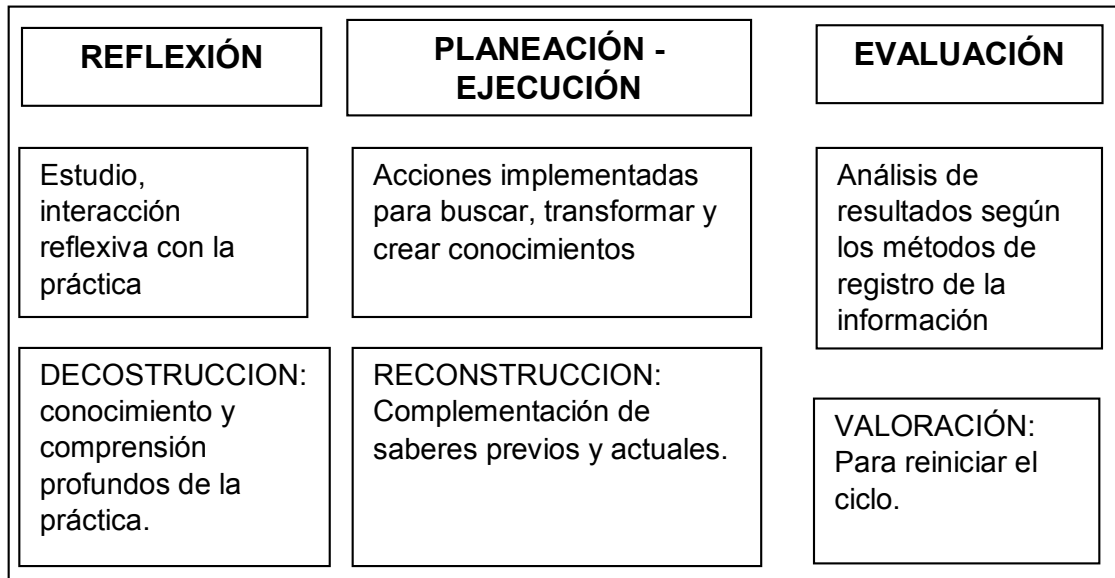 REFLEXIÓN
PLANEACIÓN -
EJECUCIÓN
EVALUACIÓN
Estudio,
interacción
reflexiva con la
práctica
Acciones implementadas
para buscar, transformar y
crear conocimientos
Análisis de
resultados según
los métodos de
registro de la
información
DECOSTRUCCION:
conocimiento y
comprensión
profundos de la
práctica.
RECONSTRUCCION:
Complementación de
saberes previos y actuales.
VALORACIÓN:
Para reiniciar el
ciclo.